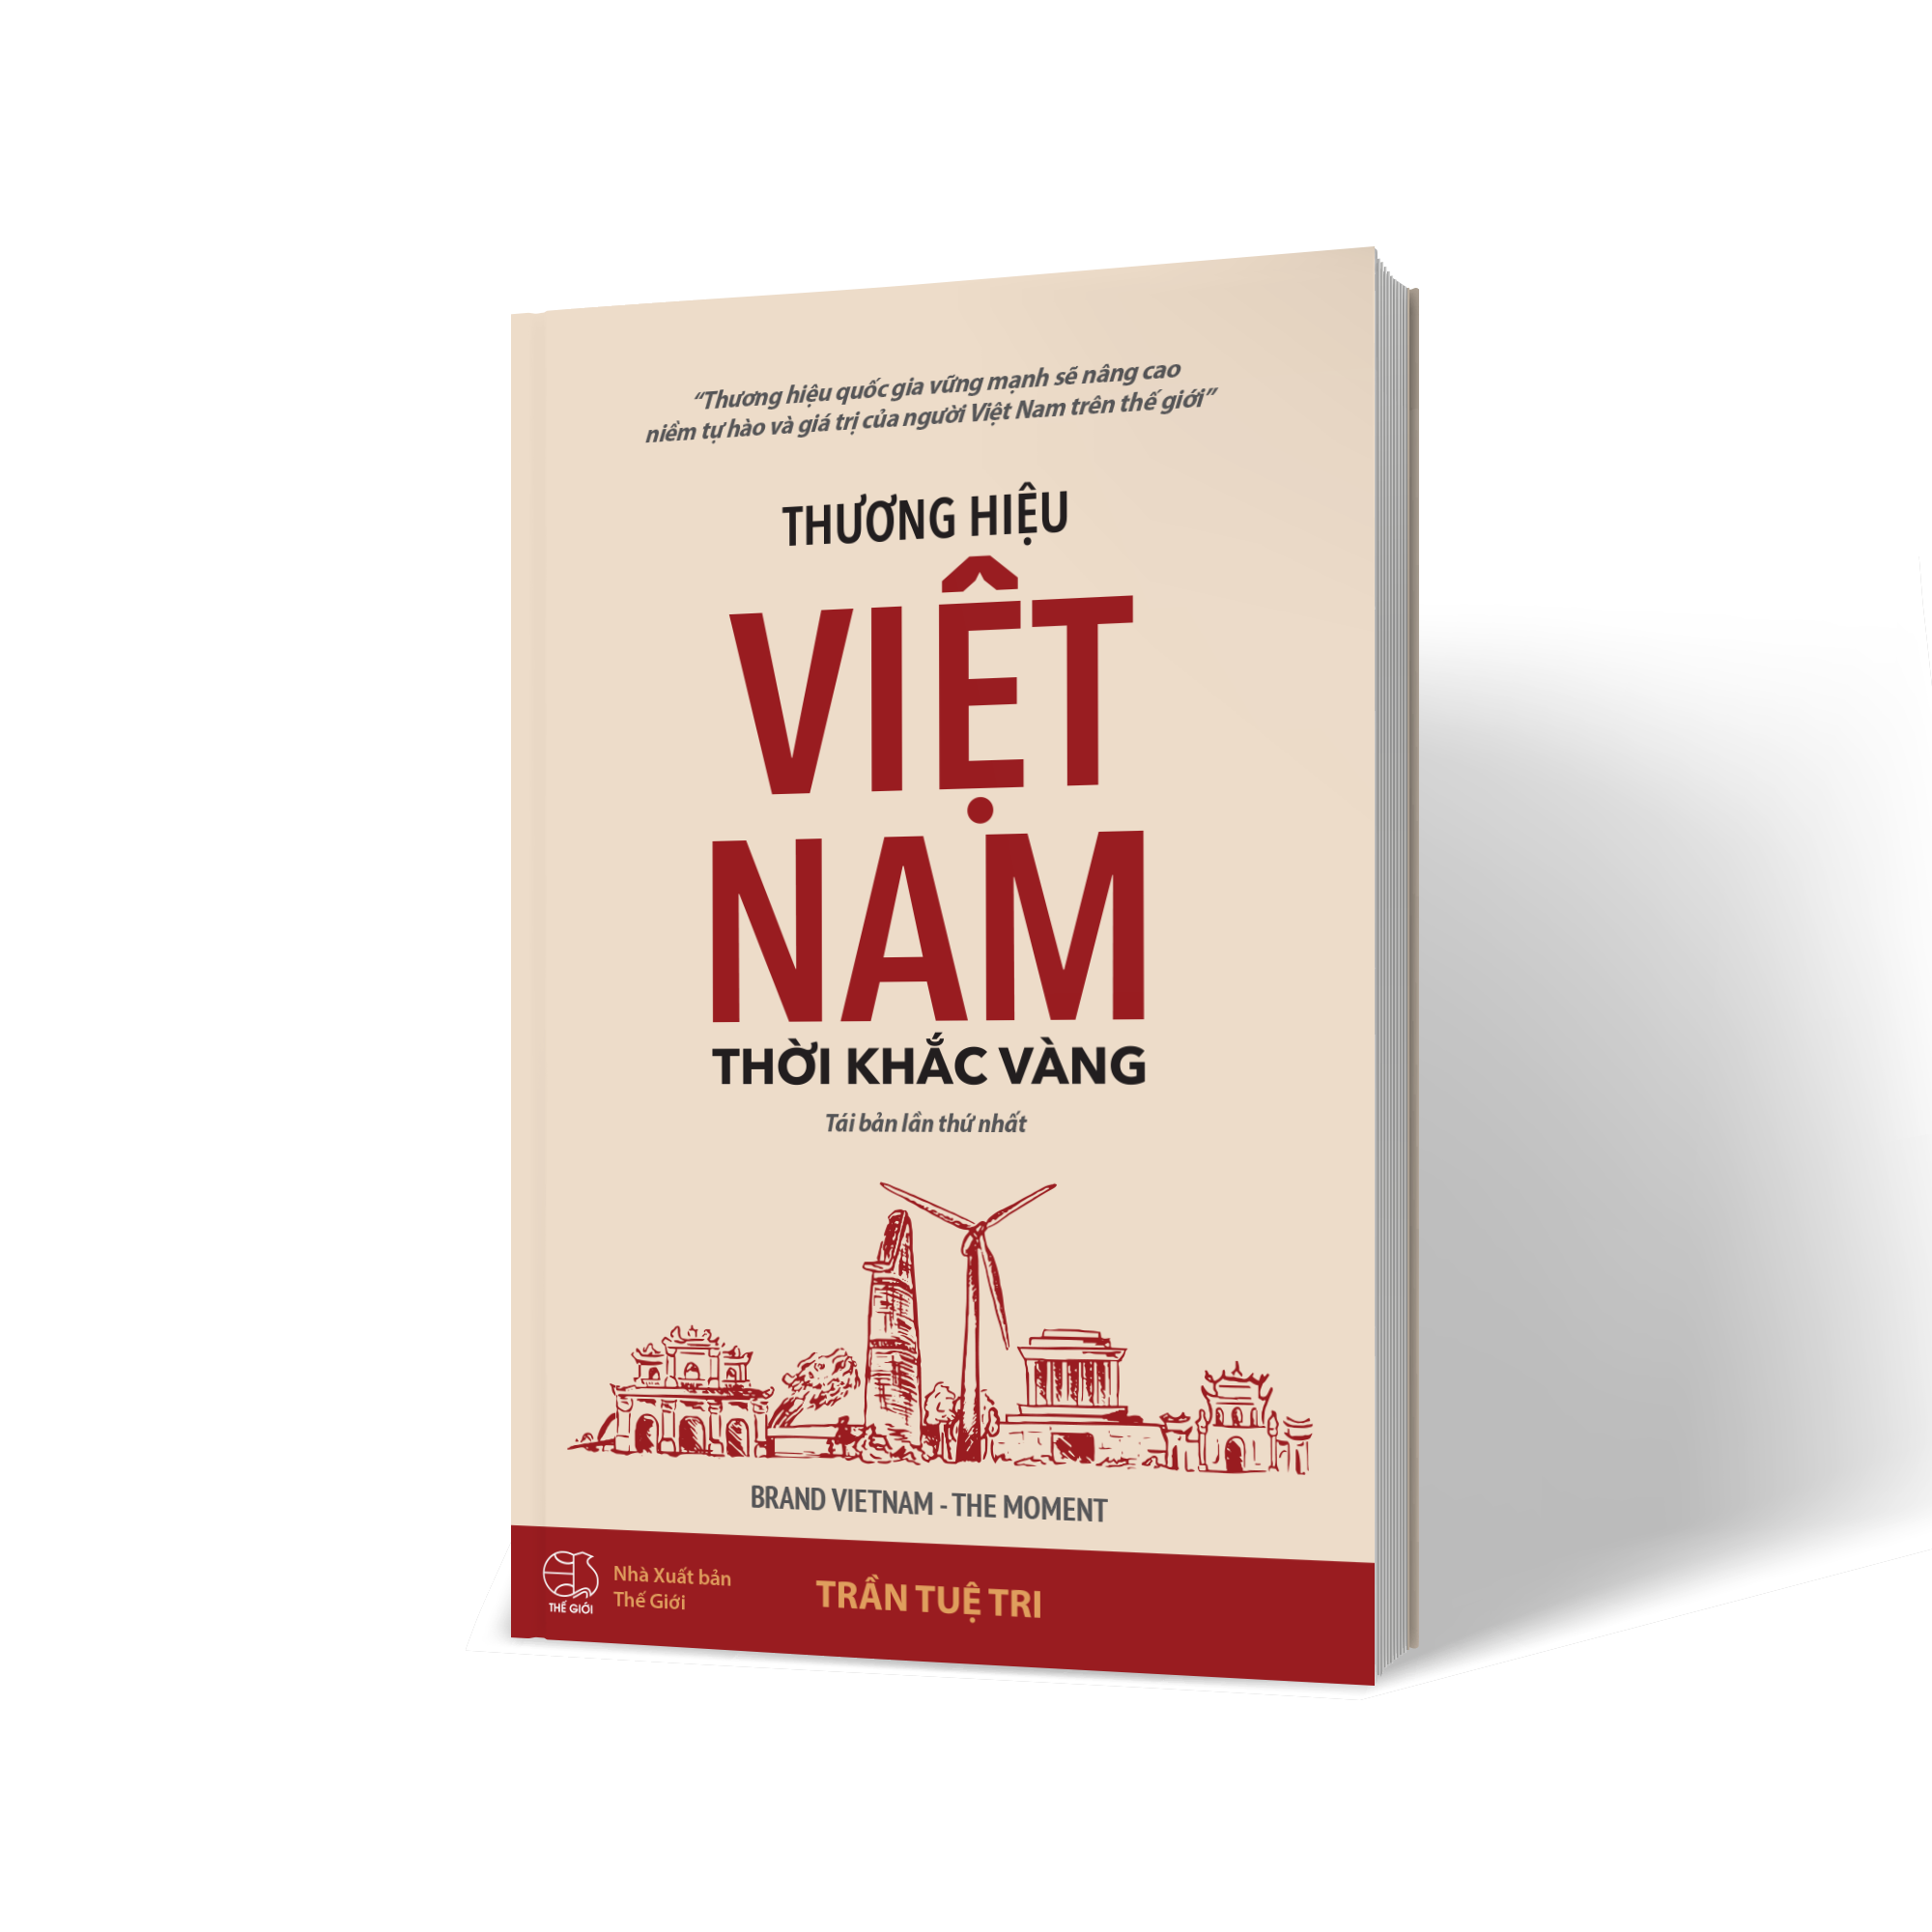 “Thương hiệu quốc gia vững mạnh sẽ nâng cao
niềm tự hào và giá trị của người Việt Nam trên thế giới”
THƯƠNG HIỆU
VIỆT
NAM
THỜI KHẮC VÀNG
Tái bản lần thứ nhất
BRAND VIETNAM - THE MOMENT
THẾ GIỚI
Nhà Xuất bản
Thế Giới
TRẦN TUỆ TRI